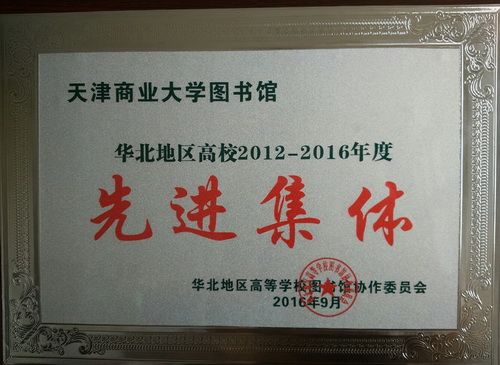 天津商业大学图书馆
华北地区高校2012-2016年度
先进集体
华北地区高等学校图书馆协作委员会
2016年9月